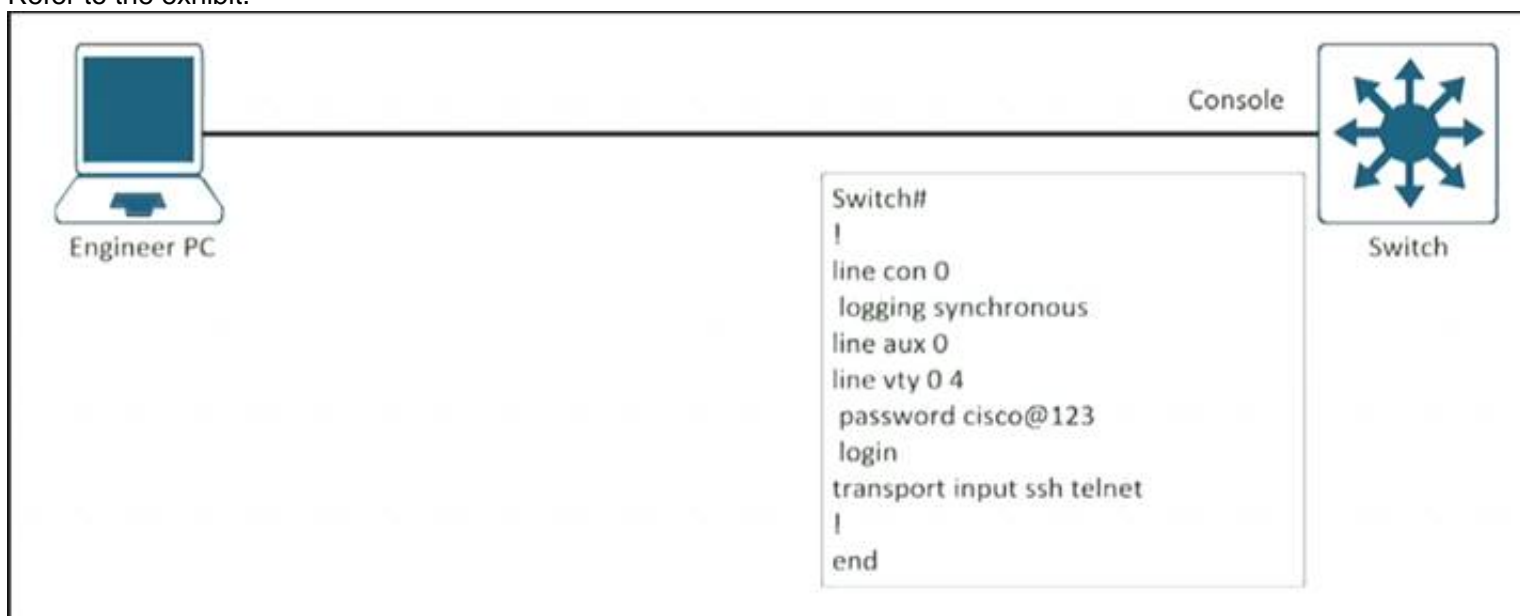 Refer to the exhibit.
Console
Engineer PC
Switch
Switch#
!
line con 0
logging synchronous
line aux 0
line vty 0 4
password cisco@123
login
transport input ssh telnet
!
end